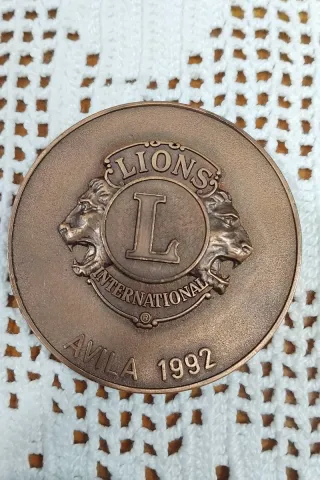 LIONS
L
INTERNATIONAL
®
AVILA 1992